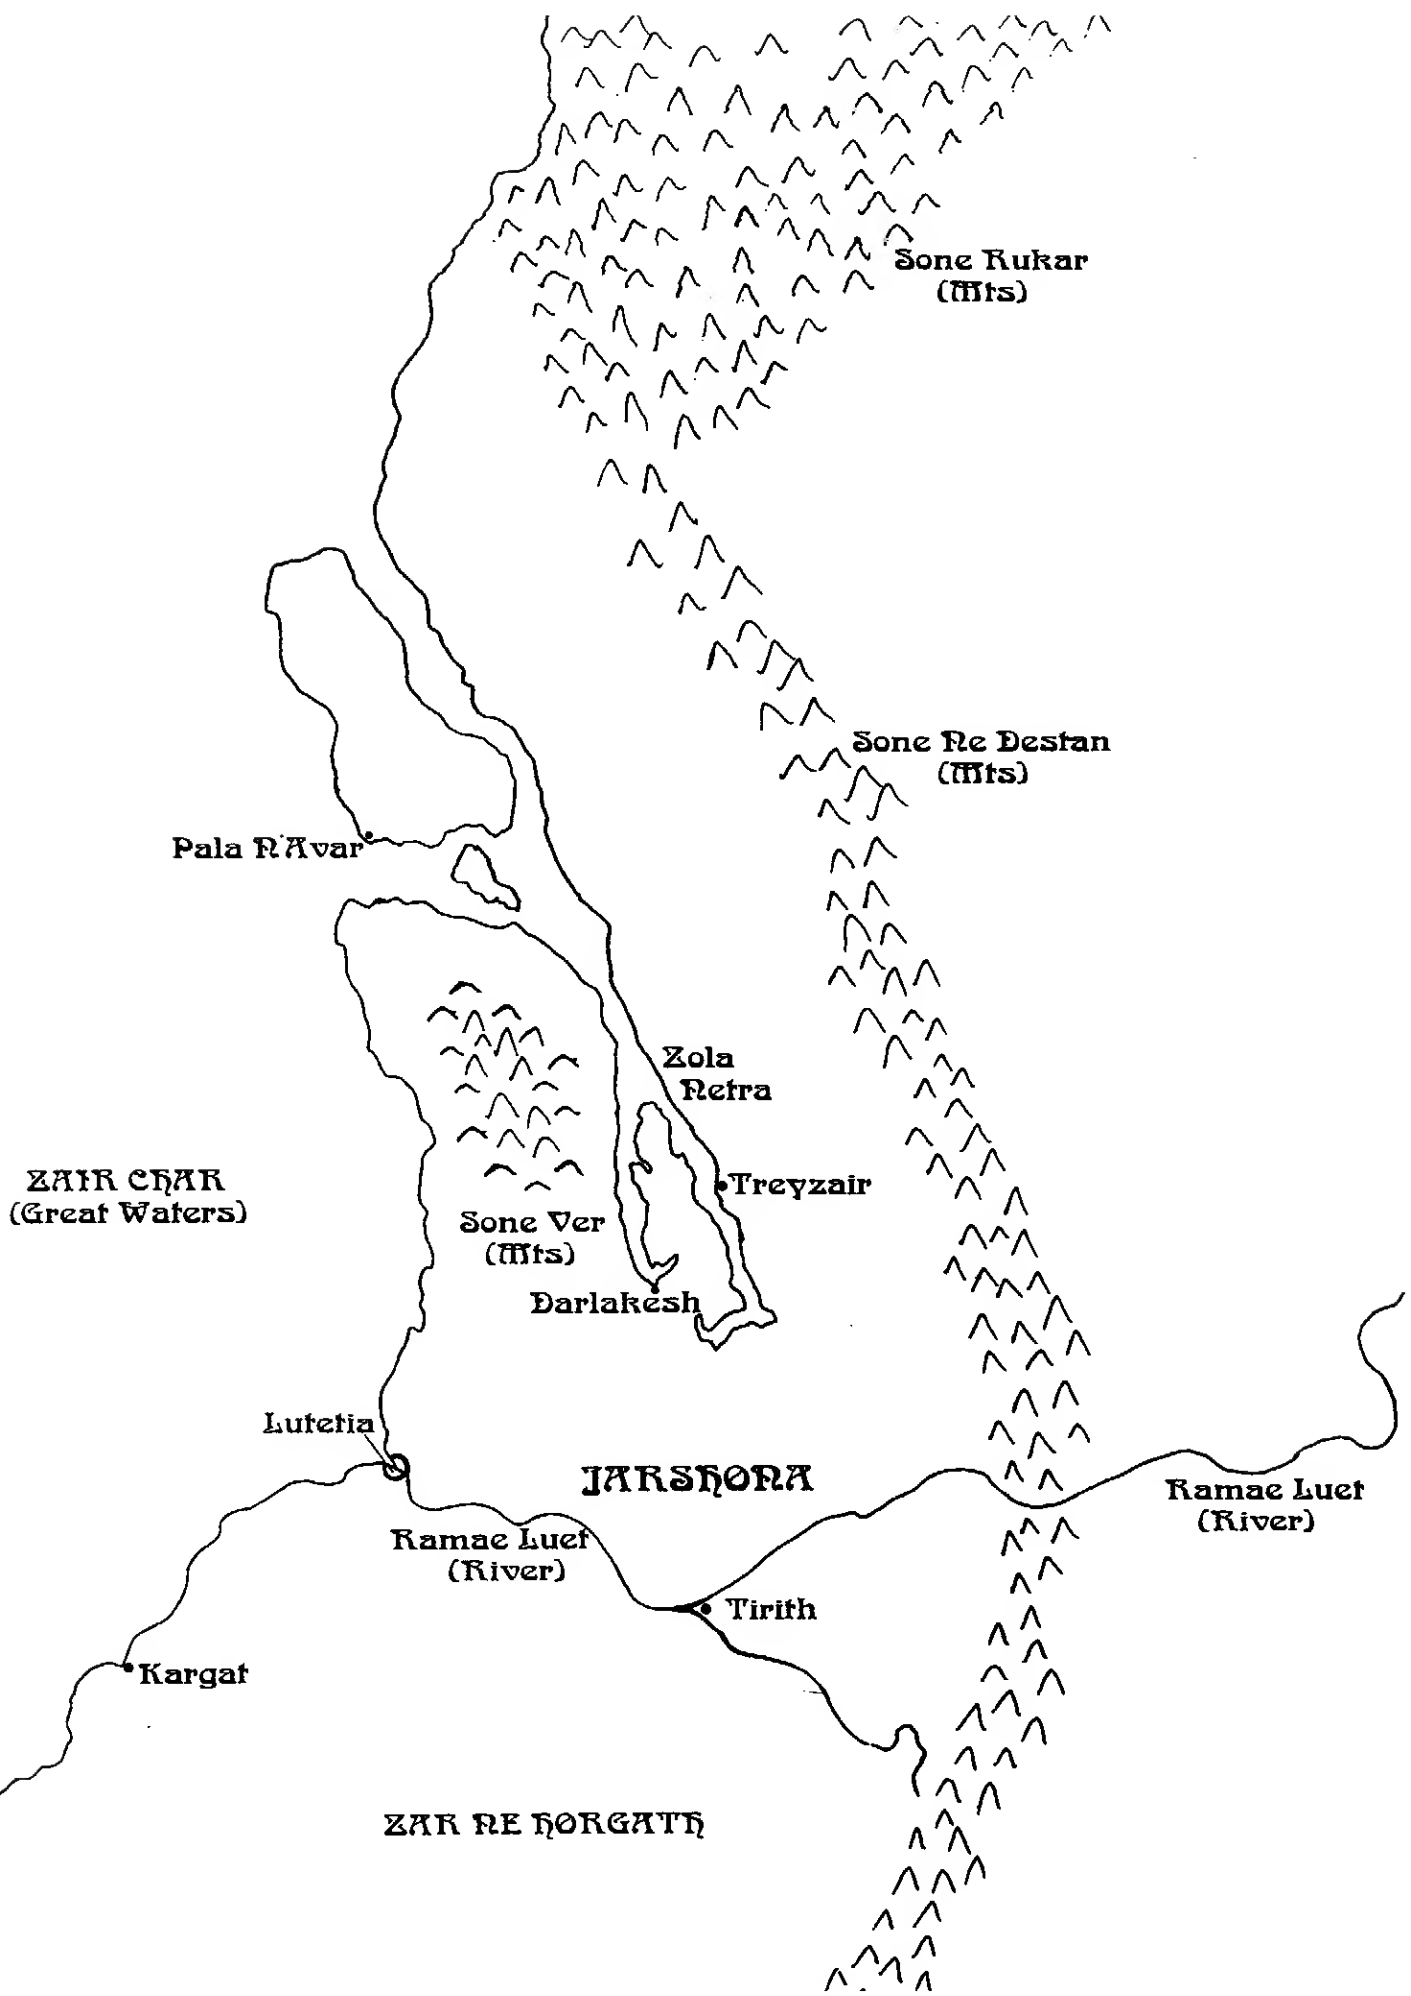 Sone Rukar
(Mts)
Sone Ne Destan
(Mts)
Pala N'Avar
Zola
Netra
ZAIR CHAR
(Great Waters)
Treyzair
Sone Ver
(Mts)
Darlakesh
Lutetia
JARSHONA
Ramae Luet
(River)
Ramae Luet
(River)
Tirith
Kargat
ZAR NE HORGATH